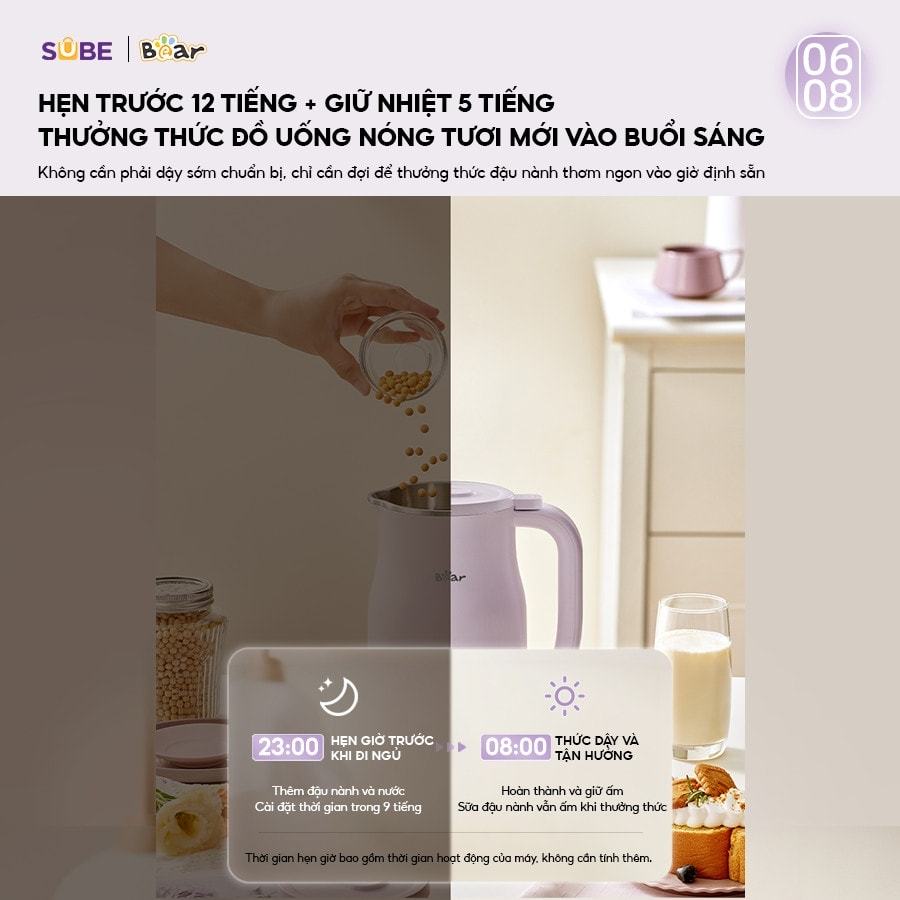 SUBE | Bear
06
08
HẸN TRƯỚC 12 TIẾNG + GIỮ NHIỆT 5 TIẾNG
THƯỞNG THỨC ĐỒ UỐNG NÓNG TƯƠI MỚI VÀO BUỔI SÁNG
Không cần phải dậy sớm chuẩn bị, chỉ cần đợi để thưởng thức đậu nành thơm ngon vào giờ định sẵn
Bear
23:00 HẸN GIỜ TRƯỚC
KHI ĐI NGỦ
Thêm đậu nành và nước
Cài đặt thời gian trong 9 tiếng
08:00 THỨC DẬY VÀ
TẬN HƯỞNG
Hoàn thành và giữ ấm
Sữa đậu nành vẫn ấm khi thưởng thức
Thời gian hẹn giờ bao gồm thời gian hoạt động của máy, không cần tính thêm.